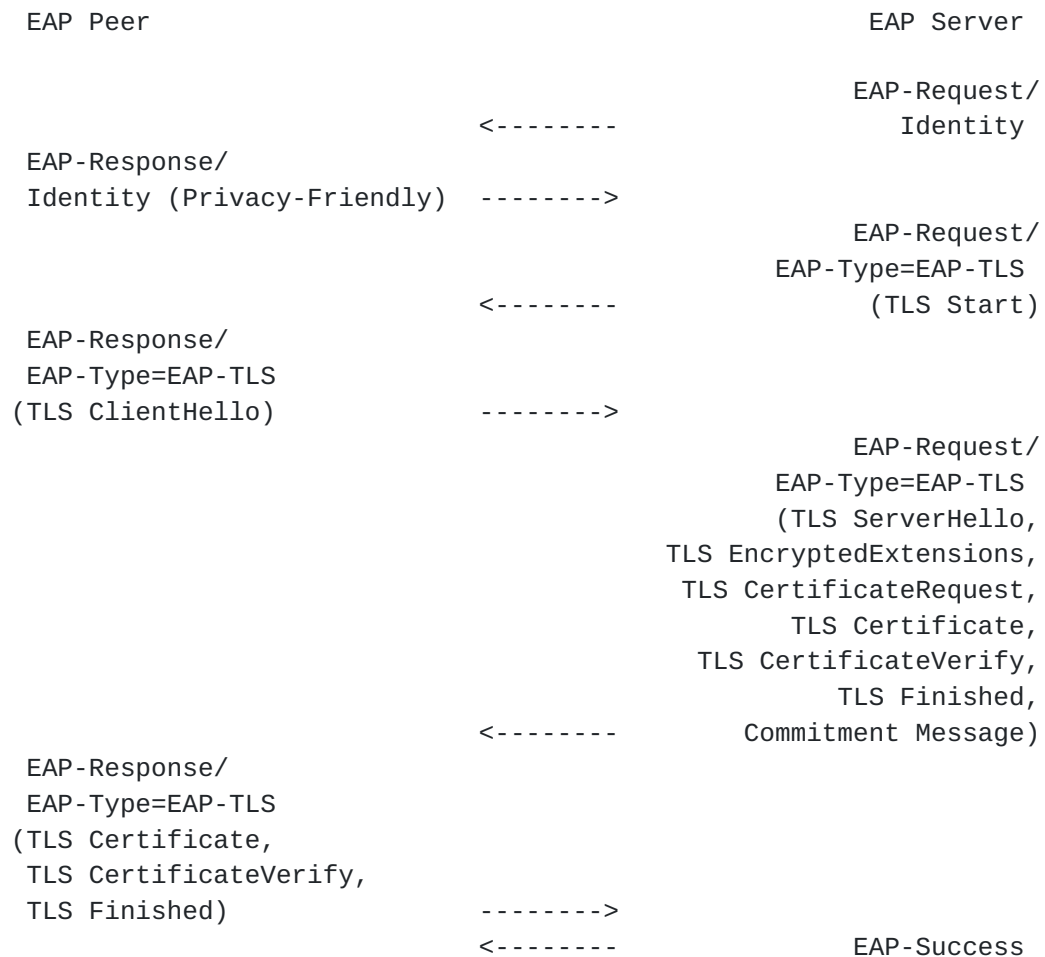 EAP Peer                                              EAP Server

                                                     EAP-Request/
                              <--------                  Identity
EAP-Response/
Identity (Privacy-Friendly)  -------->
                                                     EAP-Request/
                                                EAP-Type=EAP-TLS
                              <--------                (TLS Start)
EAP-Response/
EAP-Type=EAP-TLS
(TLS ClientHello)             -------->
                                                     EAP-Request/
                                                EAP-Type=EAP-TLS
                                                (TLS ServerHello,
                                         TLS EncryptedExtensions,
                                          TLS CertificateRequest,
                                                 TLS Certificate,
                                           TLS CertificateVerify,
                                                    TLS Finished,
                              <--------       Commitment Message)
EAP-Response/
EAP-Type=EAP-TLS
(TLS Certificate,
TLS CertificateVerify,
TLS Finished)                -------->
                              <--------               EAP-Success